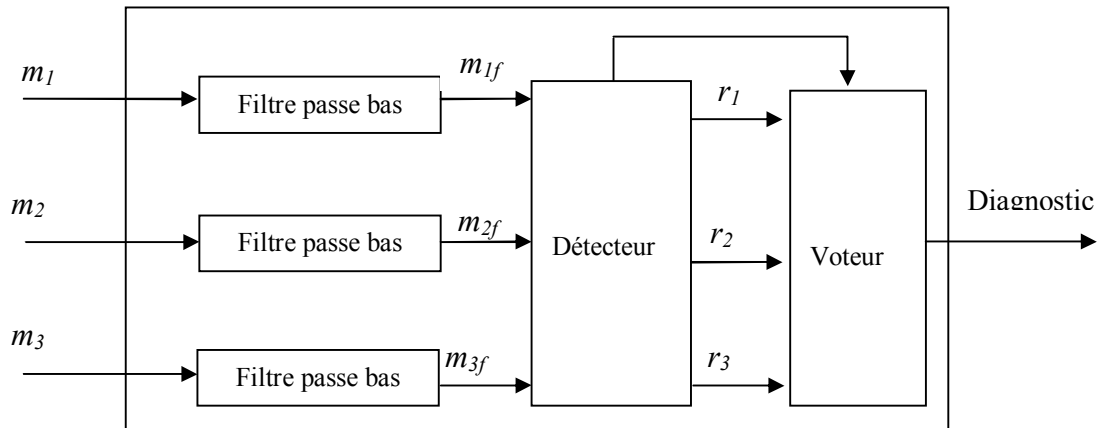 m1
Filtre passe bas
m1f
r1
m2
Filtre passe bas
m2f
Détecteur
r2
Voteur
Diagnostic
m3
Filtre passe bas
m3f
r3